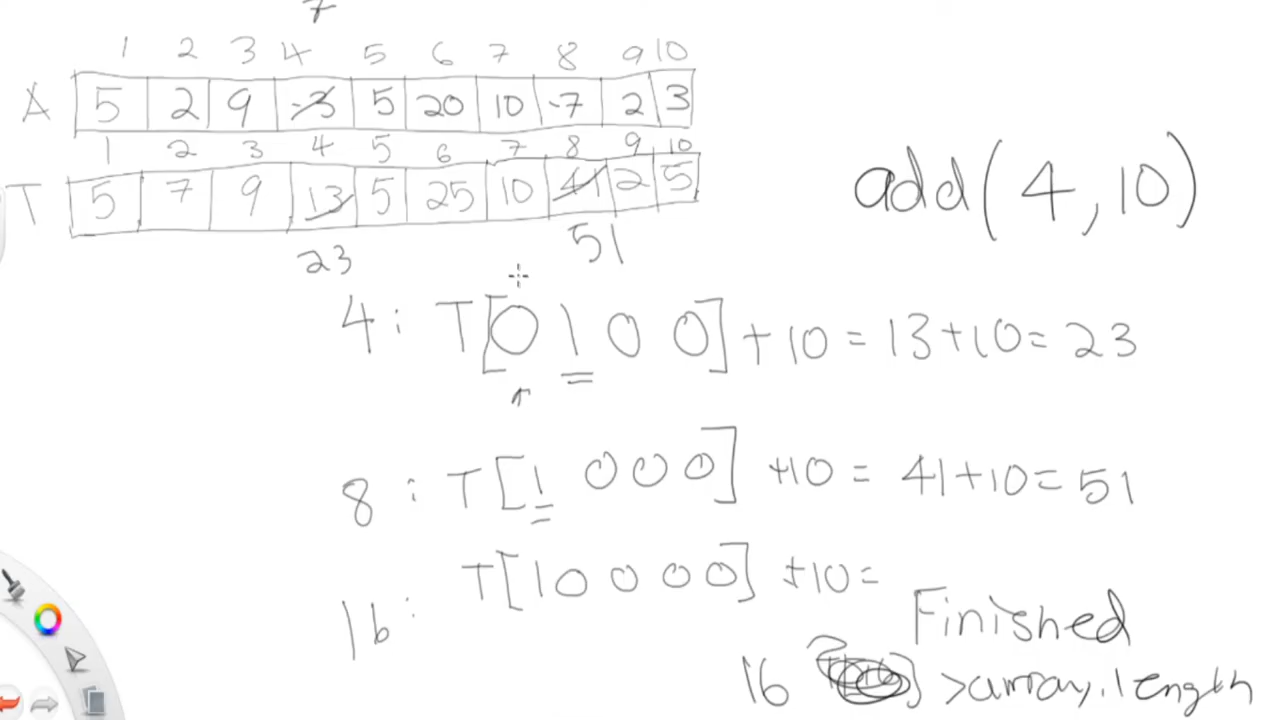 7
1 2 3 4 5 6 7 8 9 10
A 5 2 9 -3 5 20 10 -7 2 3
1 2 3 4 5 6 7 8 9 10
T 5 7 9 13 5 25 10 41 2 5
23 51
add(4,10)
4: T[0 1 0 0] +10 = 13+10= 23
8: T[1 0 0 0] +10 = 41+10= 51
16: T[1 0 0 0 0] +10=
Finished
16 > array.length